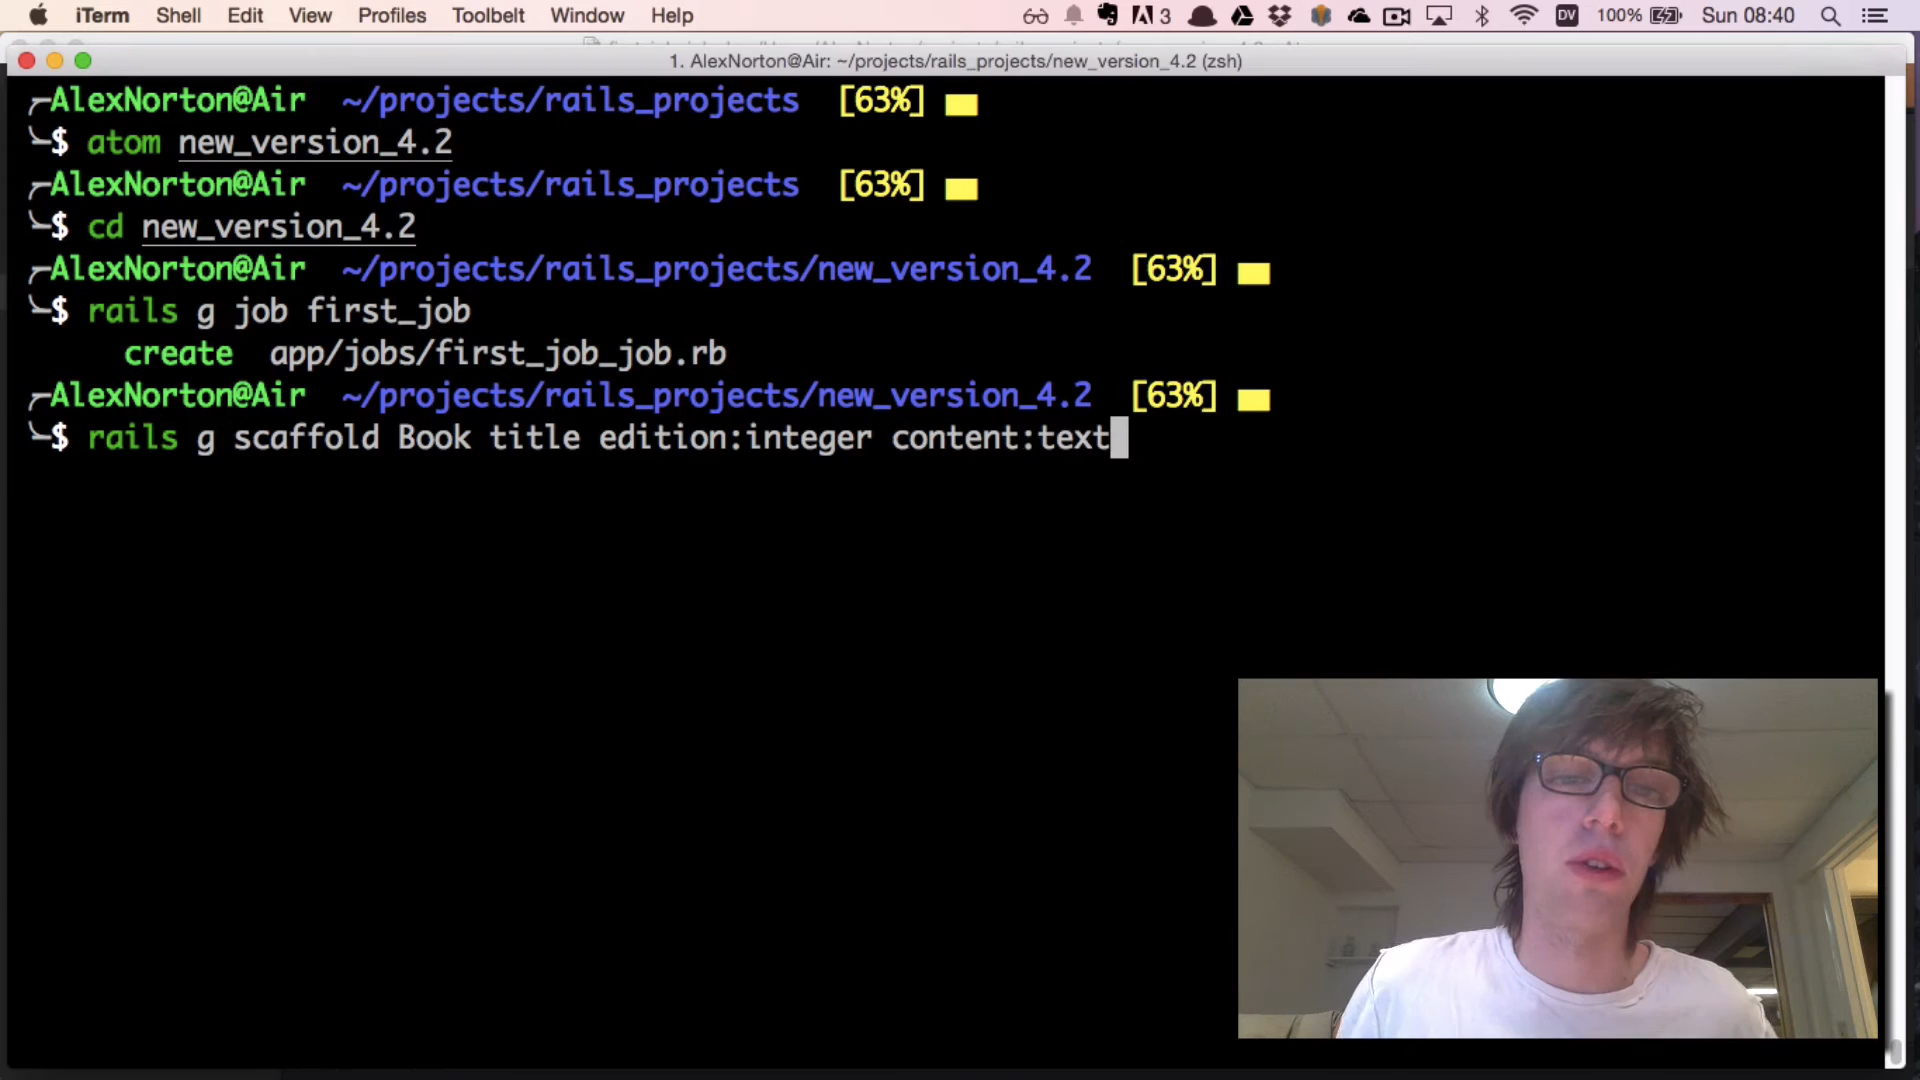 iTerm Shell Edit View Profiles Toolbelt Window Help 3 DV 100% Sun 08:40
1. AlexNorton@Air: ~/projects/rails_projects/new_version_4.2 (zsh)
AlexNorton@Air ~/projects/rails_projects [63%]
$ atom new_version_4.2
AlexNorton@Air ~/projects/rails_projects [63%]
$ cd new_version_4.2
AlexNorton@Air ~/projects/rails_projects/new_version_4.2 [63%]
$ rails g job first_job
create app/jobs/first_job_job.rb
AlexNorton@Air ~/projects/rails_projects/new_version_4.2 [63%]
$ rails g scaffold Book title edition:integer content:text